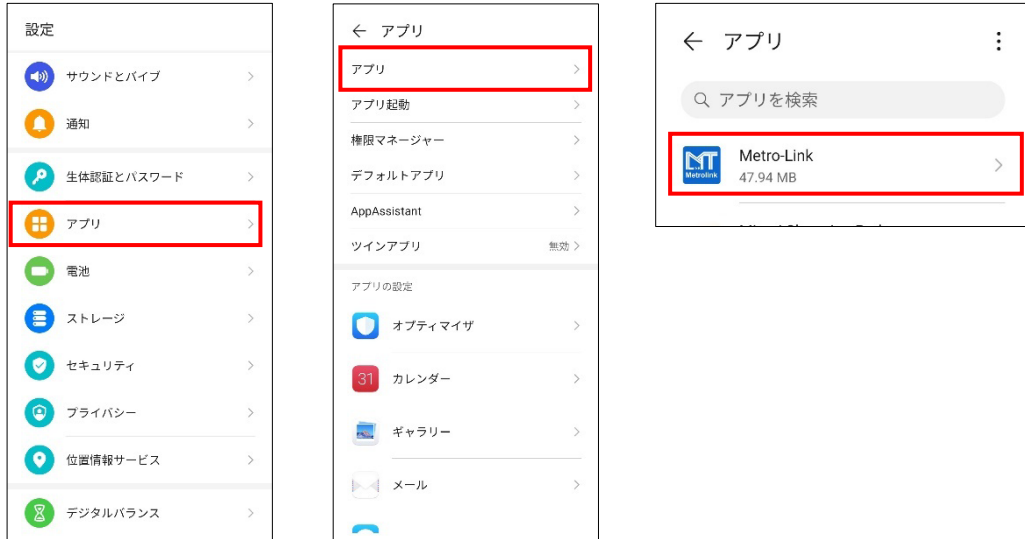 設定
サウンドとバイブ
通知
生体認証とパスワード
アプリ
電池
ストレージ
セキュリティ
プライバシー
位置情報サービス
デジタルバランス
← アプリ
アプリ
アプリ起動
権限マネージャー
デフォルトアプリ
AppAssistant
ツインアプリ 無効
アプリの設定
オプティマイザ
31 カレンダー
ギャラリー
メール
← アプリ
アプリを検索
MT
Metrolink
Metro-Link
47.94 MB